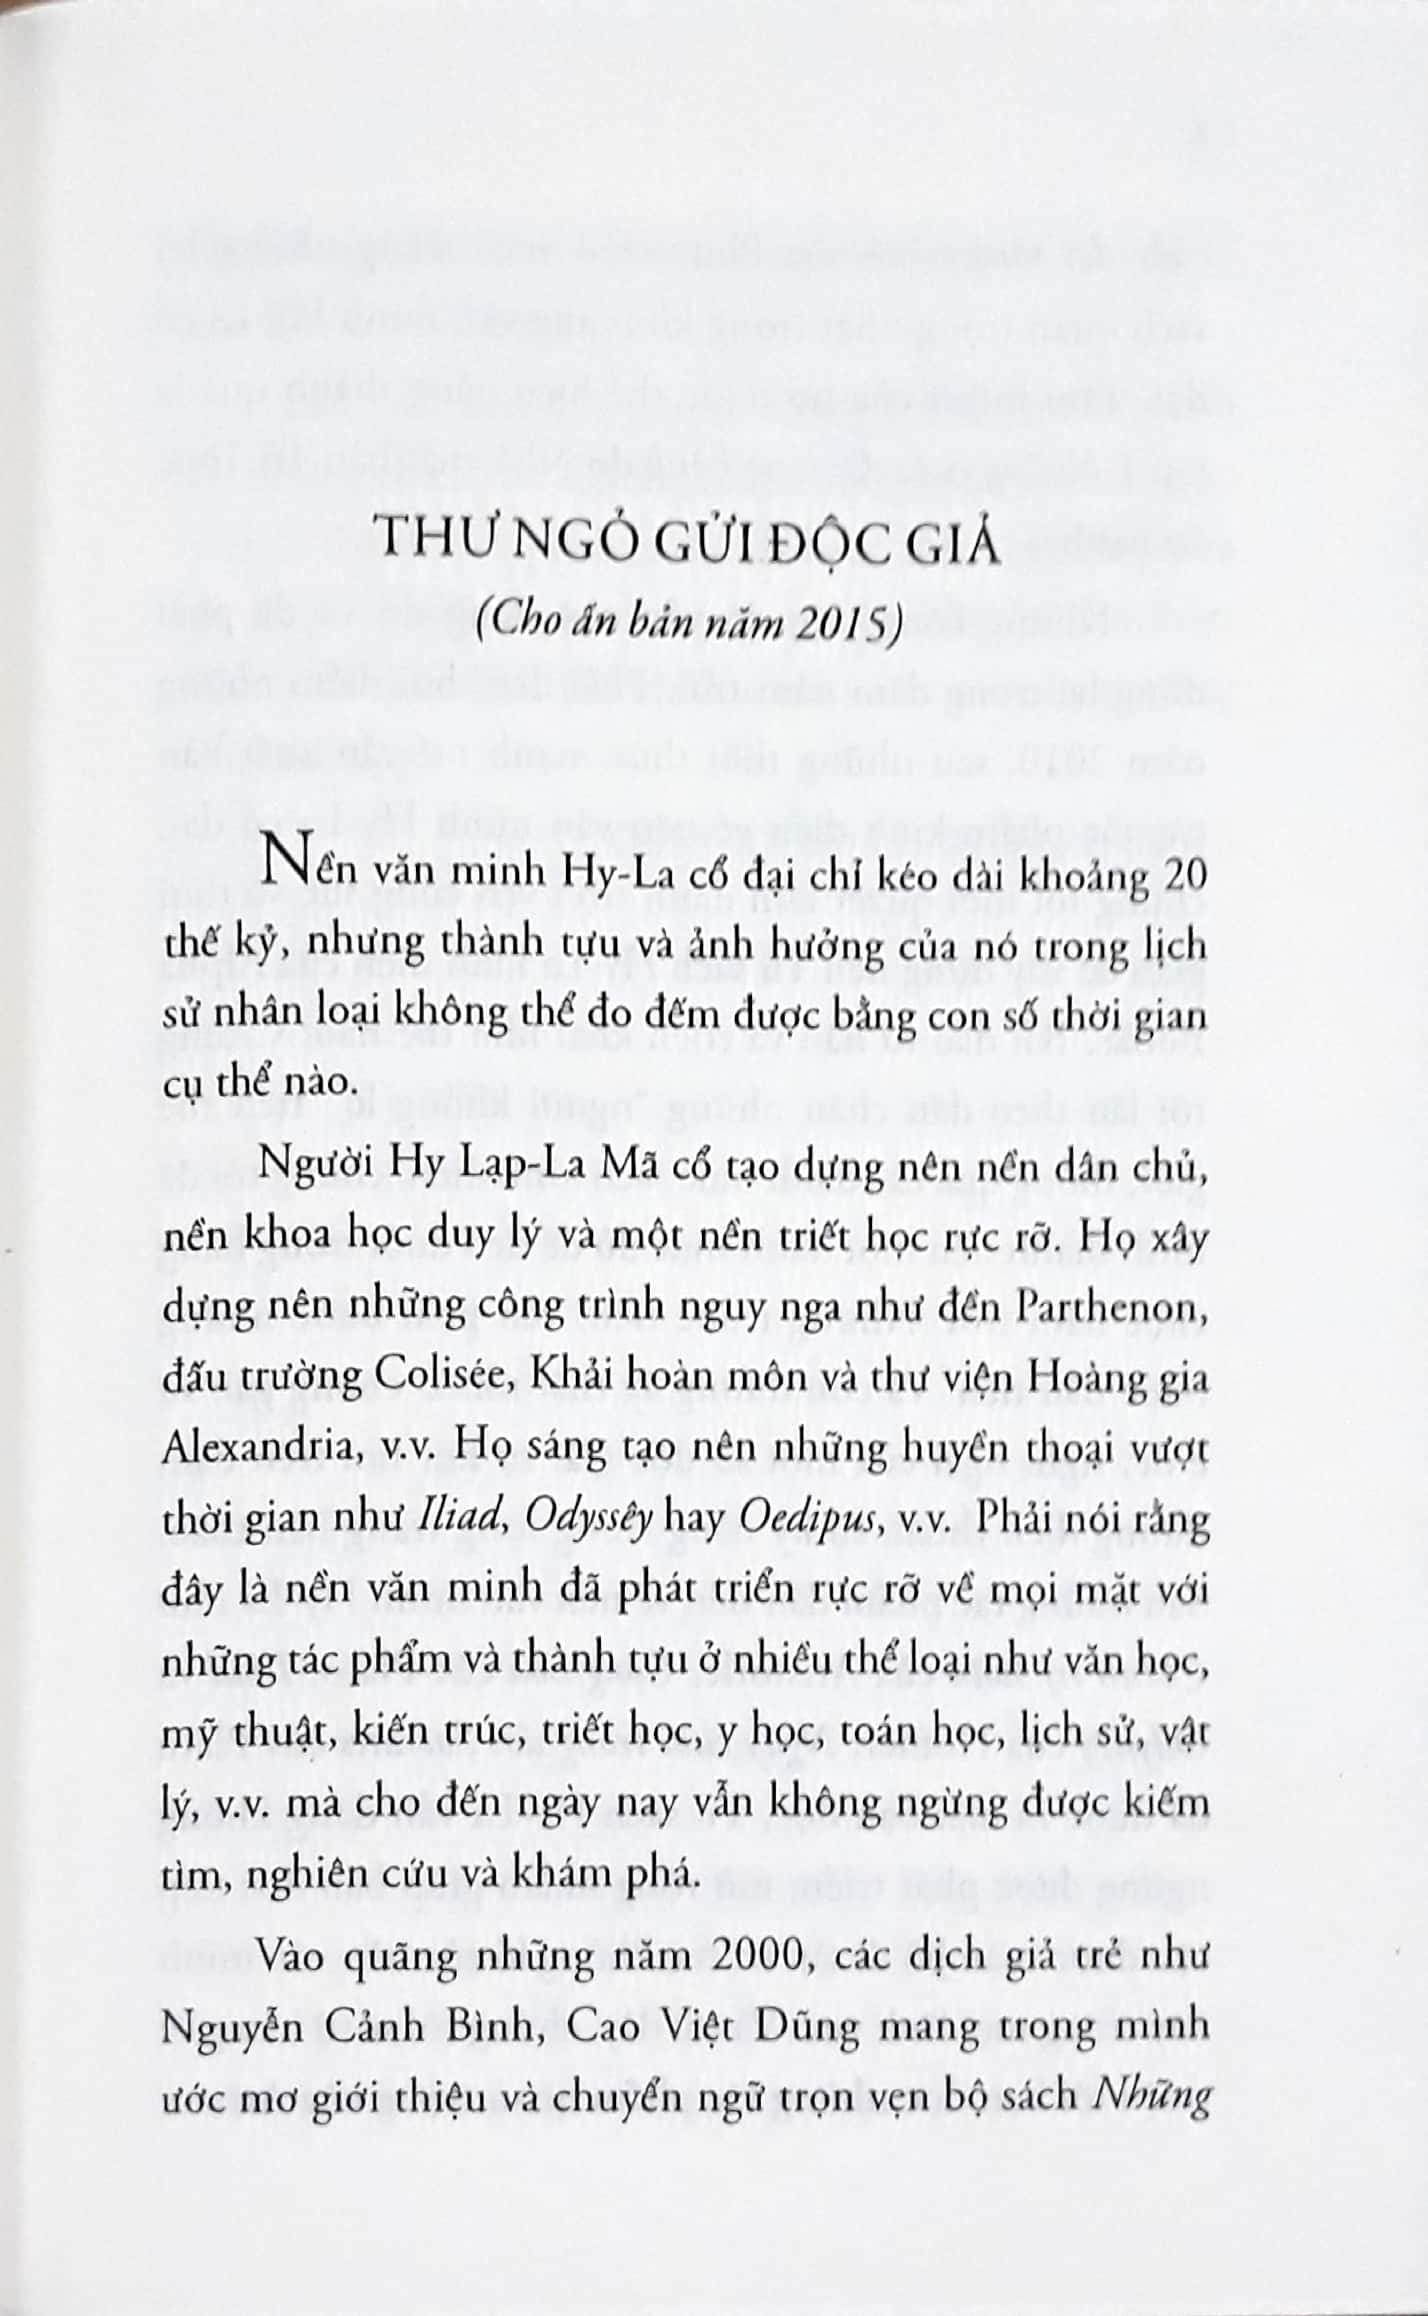 THƯ NGỎ GỬI ĐỘC GIẢ
(Cho ấn bản năm 2015)
Nền văn minh Hy-La cổ đại chỉ kéo dài khoảng 20
thế kỷ, nhưng thành tựu và ảnh hưởng của nó trong lịch
sử nhân loại không thể đo đếm được bằng con số thời gian
cụ thể nào.
Người Hy Lạp-La Mã cổ tạo dựng nên nền dân chủ,
nền khoa học duy lý và một nền triết học rực rỡ. Họ xây
dựng nên những công trình nguy nga như đền Parthenon,
đấu trường Colisée, Khải hoàn môn và thư viện Hoàng gia
Alexandria, v.v. Họ sáng tạo nên những huyền thoại vượt
thời gian như Iliad, Odyssêy hay Oedipus, v.v. Phải nói rằng
đây là nền văn minh đã phát triển rực rỡ về mọi mặt với
những tác phẩm và thành tựu ở nhiều thể loại như văn học,
mỹ thuật, kiến trúc, triết học, y học, toán học, lịch sử, vật
lý, v.v. mà cho đến ngày nay vẫn không ngừng được kiếm
tìm, nghiên cứu và khám phá.
Vào quãng những năm 2000, các dịch giả trẻ như
Nguyễn Cảnh Bình, Cao Việt Dũng mang trong mình
ước mơ giới thiệu và chuyển ngữ trọn vẹn bộ sách Những